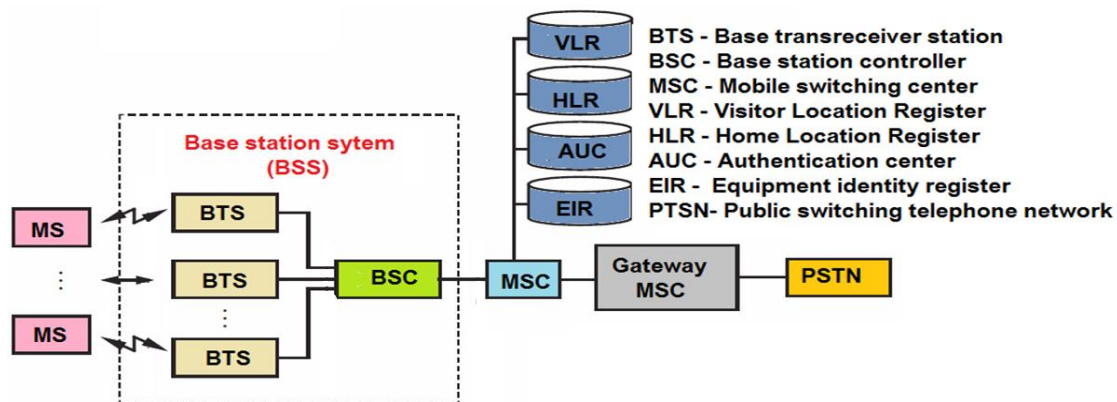 VLR
HLR
AUC
EIR
BTS - Base transreceiver station
BSC - Base station controller
MSC - Mobile switching center
VLR - Visitor Location Register
HLR - Home Location Register
AUC - Authentication center
EIR - Equipment identity register
PTSN- Public switching telephone network
Base station sytem
(BSS)
MS
MS
BTS
BTS
BTS
BSC
MSC
Gateway
MSC
PSTN